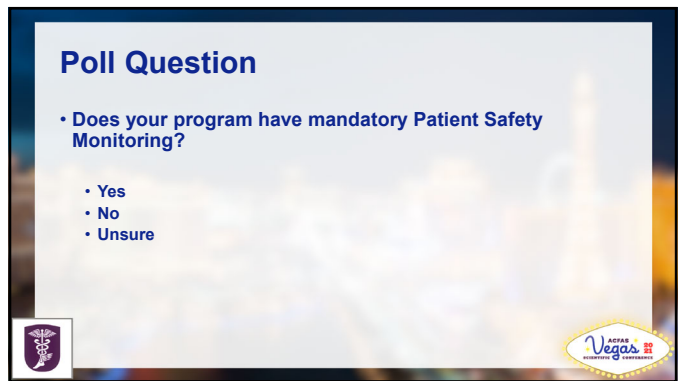 Poll Question
• Does your program have mandatory Patient Safety
Monitoring?
• Yes
• No
• Unsure
ACFAS
Vegas 20
21
SCIENTIFIC CONFERENCE